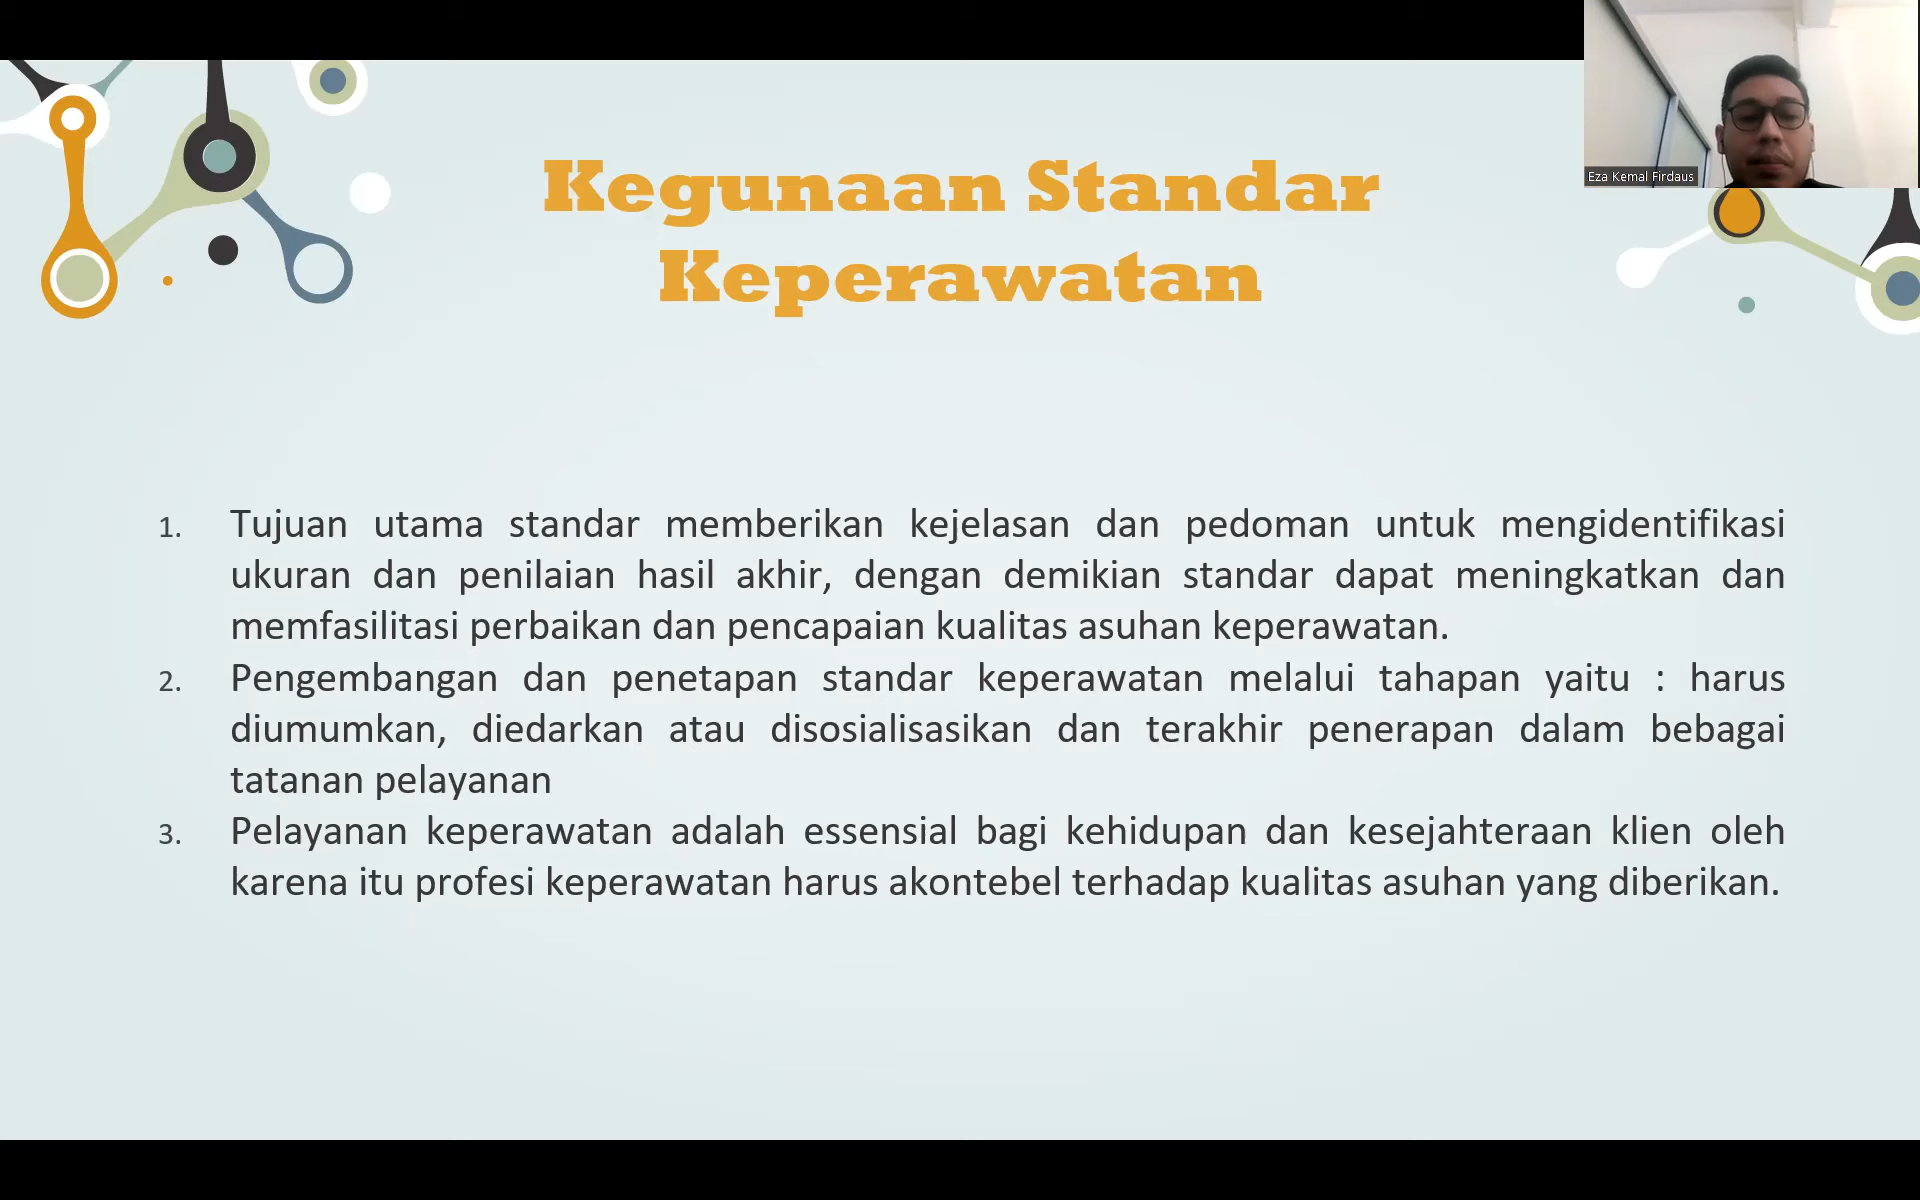 Eza Kemal Firdaus
Kegunaan Standar
Keperawatan
1. Tujuan utama standar memberikan kejelasan dan pedoman untuk mengidentifikasi
ukuran dan penilaian hasil akhir, dengan demikian standar dapat meningkatkan dan
memfasilitasi perbaikan dan pencapaian kualitas asuhan keperawatan.
2. Pengembangan dan penetapan standar keperawatan melalui tahapan yaitu : harus
diumumkan, diedarkan atau disosialisasikan dan terakhir penerapan dalam bebagai
tatanan pelayanan
3. Pelayanan keperawatan adalah essensial bagi kehidupan dan kesejahteraan klien oleh
karena itu profesi keperawatan harus akontebel terhadap kualitas asuhan yang diberikan.